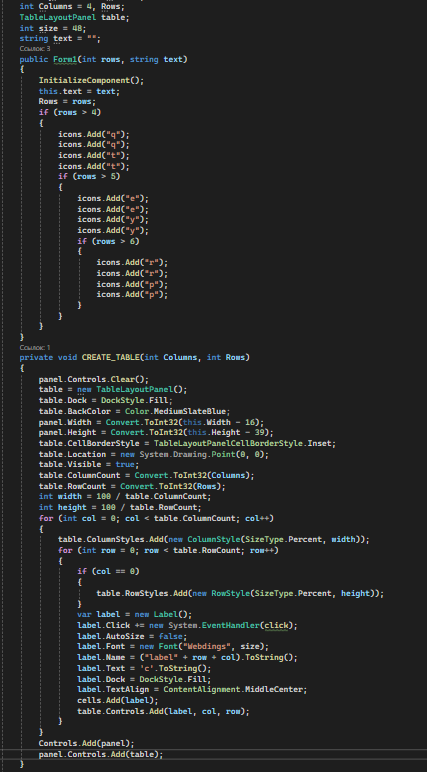 int Columns = 4, Rows;
TableLayoutPanel table;
int size = 48;
string text = "";
Ссылок: 3
public Form1(int rows, string text)
{
InitializeComponent();
this.text = text;
Rows = rows;
if (rows > 4)
{
icons.Add("q");
icons.Add("q");
icons.Add("t");
icons.Add("t");
if (rows > 5)
{
icons.Add("e");
icons.Add("e");
icons.Add("y");
icons.Add("y");
if (rows > 6)
{
icons.Add("r");
icons.Add("r");
icons.Add("p");
icons.Add("p");
}
}
}
}
Ссылок: 1
private void CREATE_TABLE(int Columns, int Rows)
{
panel.Controls.Clear();
table = new TableLayoutPanel();
table.Dock = DockStyle.Fill;
table.BackColor = Color.MediumSlateBlue;
panel.Width = Convert.ToInt32(this.Width - 16);
panel.Height = Convert.ToInt32(this.Height - 39);
table.CellBorderStyle = TableLayoutPanelCellBorderStyle.Inset;
table.Location = new System.Drawing.Point(0, 0);
table.Visible = true;
table.ColumnCount = Convert.ToInt32(Columns);
table.RowCount = Convert.ToInt32(Rows);
int width = 100 / table.ColumnCount;
int height = 100 / table.RowCount;
for (int col = 0; col < table.ColumnCount; col++)
{
table.ColumnStyles.Add(new ColumnStyle(SizeType.Percent, width));
for (int row = 0; row < table.RowCount; row++)
{
if (col == 0)
{
table.RowStyles.Add(new RowStyle(SizeType.Percent, height));
}
var label = new Label();
label.Click += new System.EventHandler(click);
label.AutoSize = false;
label.Font = new Font("Webdings", size);
label.Name = ("label" + row + col).ToString();
label.Text = 'c'.ToString();
label.Dock = DockStyle.Fill;
label.TextAlign = ContentAlignment.MiddleCenter;
cells.Add(label);
table.Controls.Add(label, col, row);
}
}
Controls.Add(panel);
panel.Controls.Add(table);
}